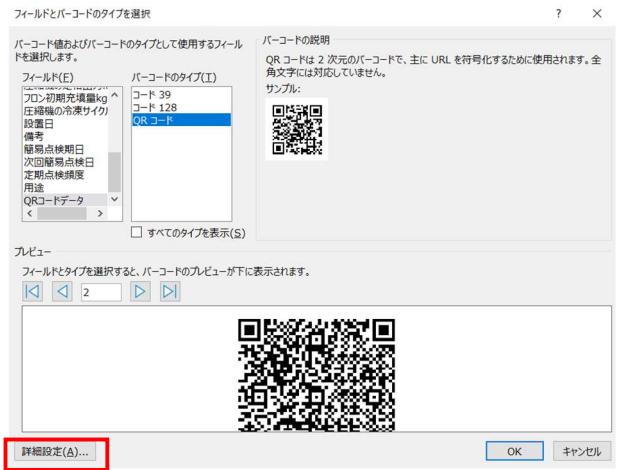 フィールドとバーコードのタイプを選択
? ×
バーコード値およびバーコードのタイプとして使用するフィール
ドを選択します。
フィールド(F)
フロン初期充填量kg
圧縮機の冷凍サイクル
設置日
備考
簡易点検期日
次回簡易点検日
定期点検頻度
用途
QRコードデータ
バーコードのタイプ(T)
コード 39
コード 128
QR コード
すべてのタイプを表示(S)
バーコードの説明
QR コードは 2 次元のバーコードで、主に URL を符号化するために使用されます。全
角文字には対応していません。
サンプル:
プレビュー
フィールドとタイプを選択すると、バーコードのプレビューが下に表示されます。
2
詳細設定(A)...
OK
キャンセル